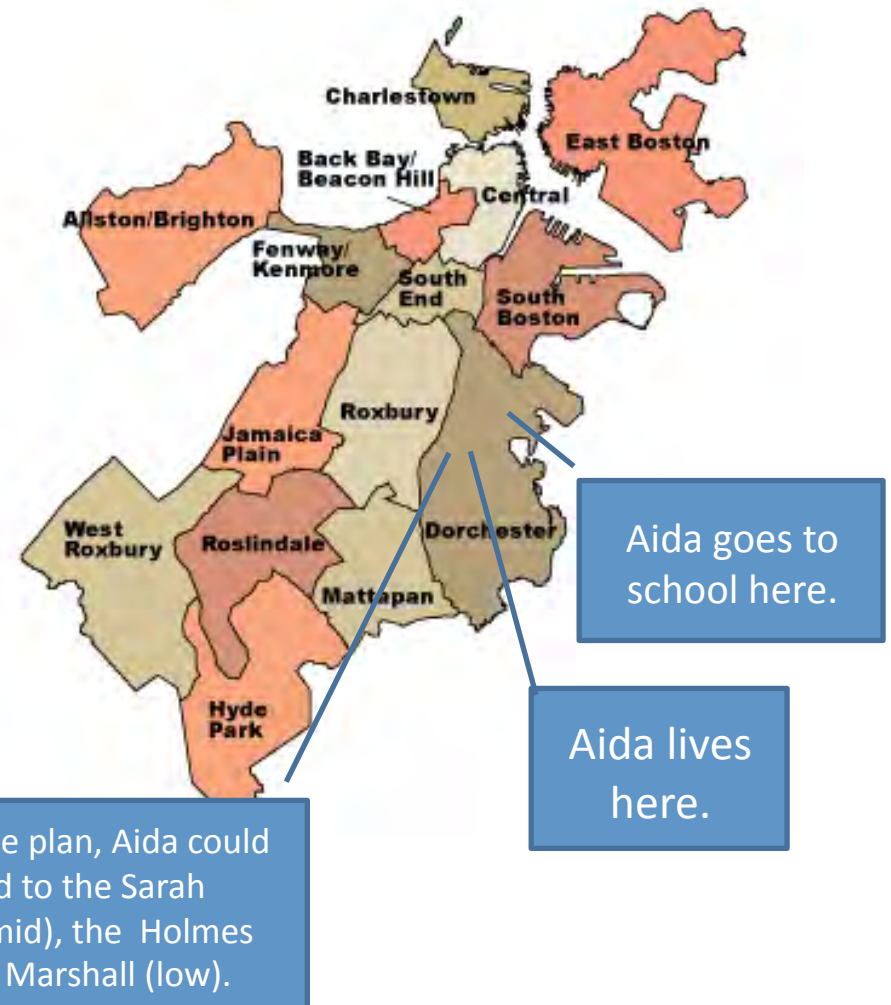 Charlestown
East Boston
Back Bay/
Beacon Hill
Central
Allston/Brighton
Fenway/
Kenmore
South
End
South
Boston
Roxbury
Jamaica
Plain
West
Roxbury
Roslindale
Dorchester
Mattapan
Hyde
Park
Aida goes to
school here.
Aida lives
here.
plan, Aida could
to the Sarah
the Holmes
Marshall (low).